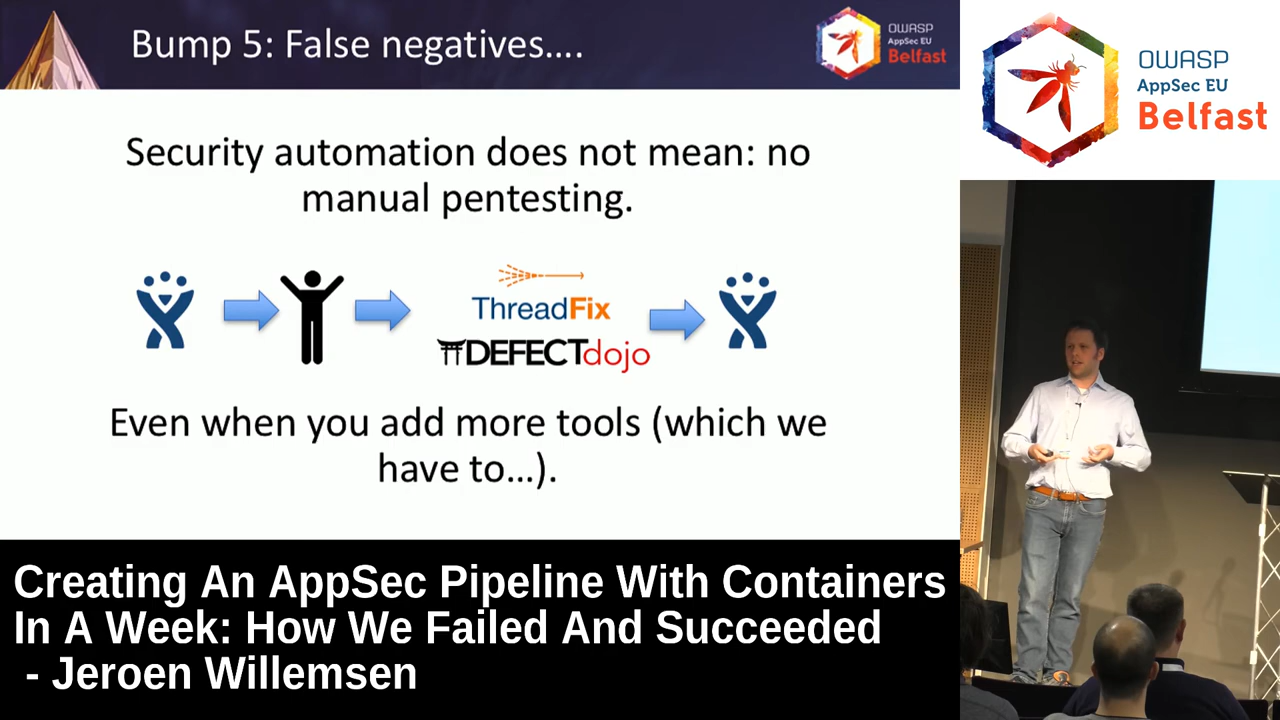 Bump 5: False negatives....
OWASP
AppSec EU
Belfast
OWASP
AppSec EU
Belfast
Security automation does not mean: no
manual pentesting.
ThreadFix
DEFECTdojo
Even when you add more tools (which we
have to...).
Creating An AppSec Pipeline With Containers
In A Week: How We Failed And Succeeded
- Jeroen Willemsen